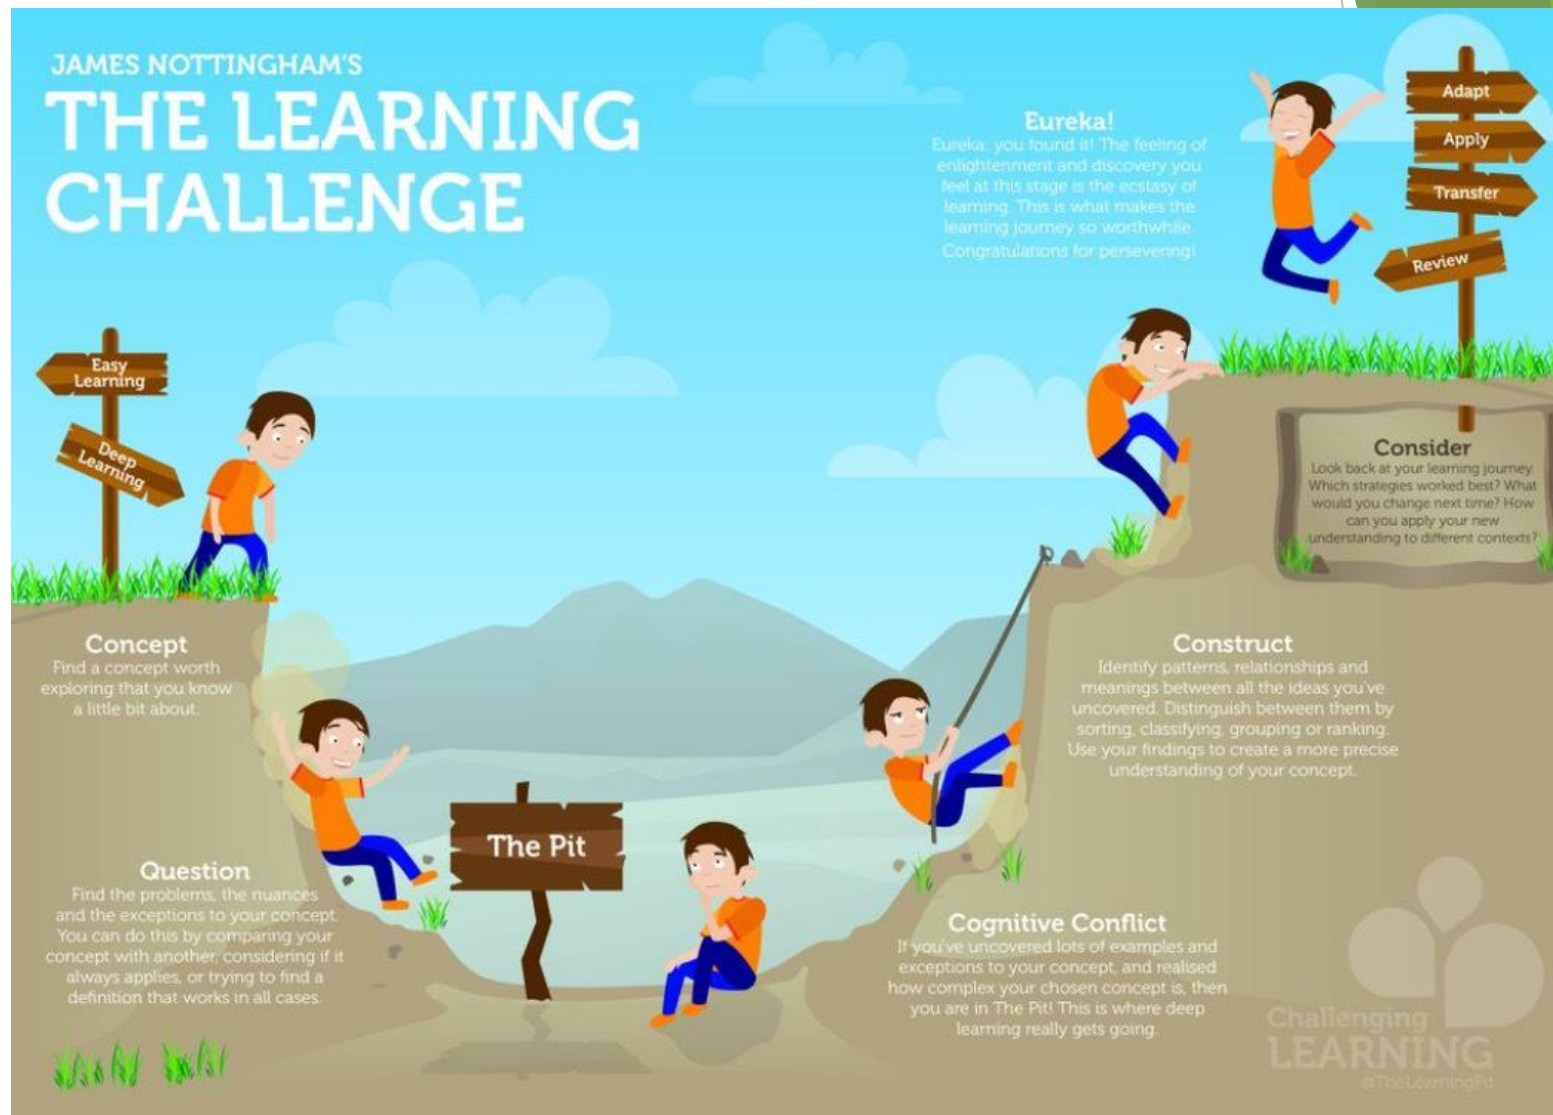 JAMES NOTTINGHAM'S
THE LEARNING
CHALLENGE
Easy
Learning
Deep
Learning
Concept
Find a concept worth
exploring that you know
a little bit about.
Question
Find the problems, the nuances
and the exceptions to your concept.
You can do this by comparing your
concept with another, considering if it
always applies, or trying to find a
definition that works in all cases.
The Pit
Cognitive Conflict
If you've uncovered lots of examples and
exceptions to your concept, and realised
how complex your chosen concept is, then
you are in The Pit! This is where deep
learning really gets going.
Construct
Identify patterns, relationships and
meanings between all the ideas you've
uncovered. Distinguish between them by
sorting, classifying, grouping or ranking.
Use your findings to create a more precise
understanding of your concept.
Eureka!
Eureka: you found it! The feeling of
enlightenment and discovery you
feel at this stage is the ecstasy of
learning. This is what makes the
learning journey so worthwhile.
Congratulations for persevering!
Adapt
Apply
Transfer
Review
Consider
Look back at your learning journey.
Which strategies worked best? What
would you change next time? How
can you apply your new
understanding to different contexts?
Challenging
LEARNING
@TheLearningPit